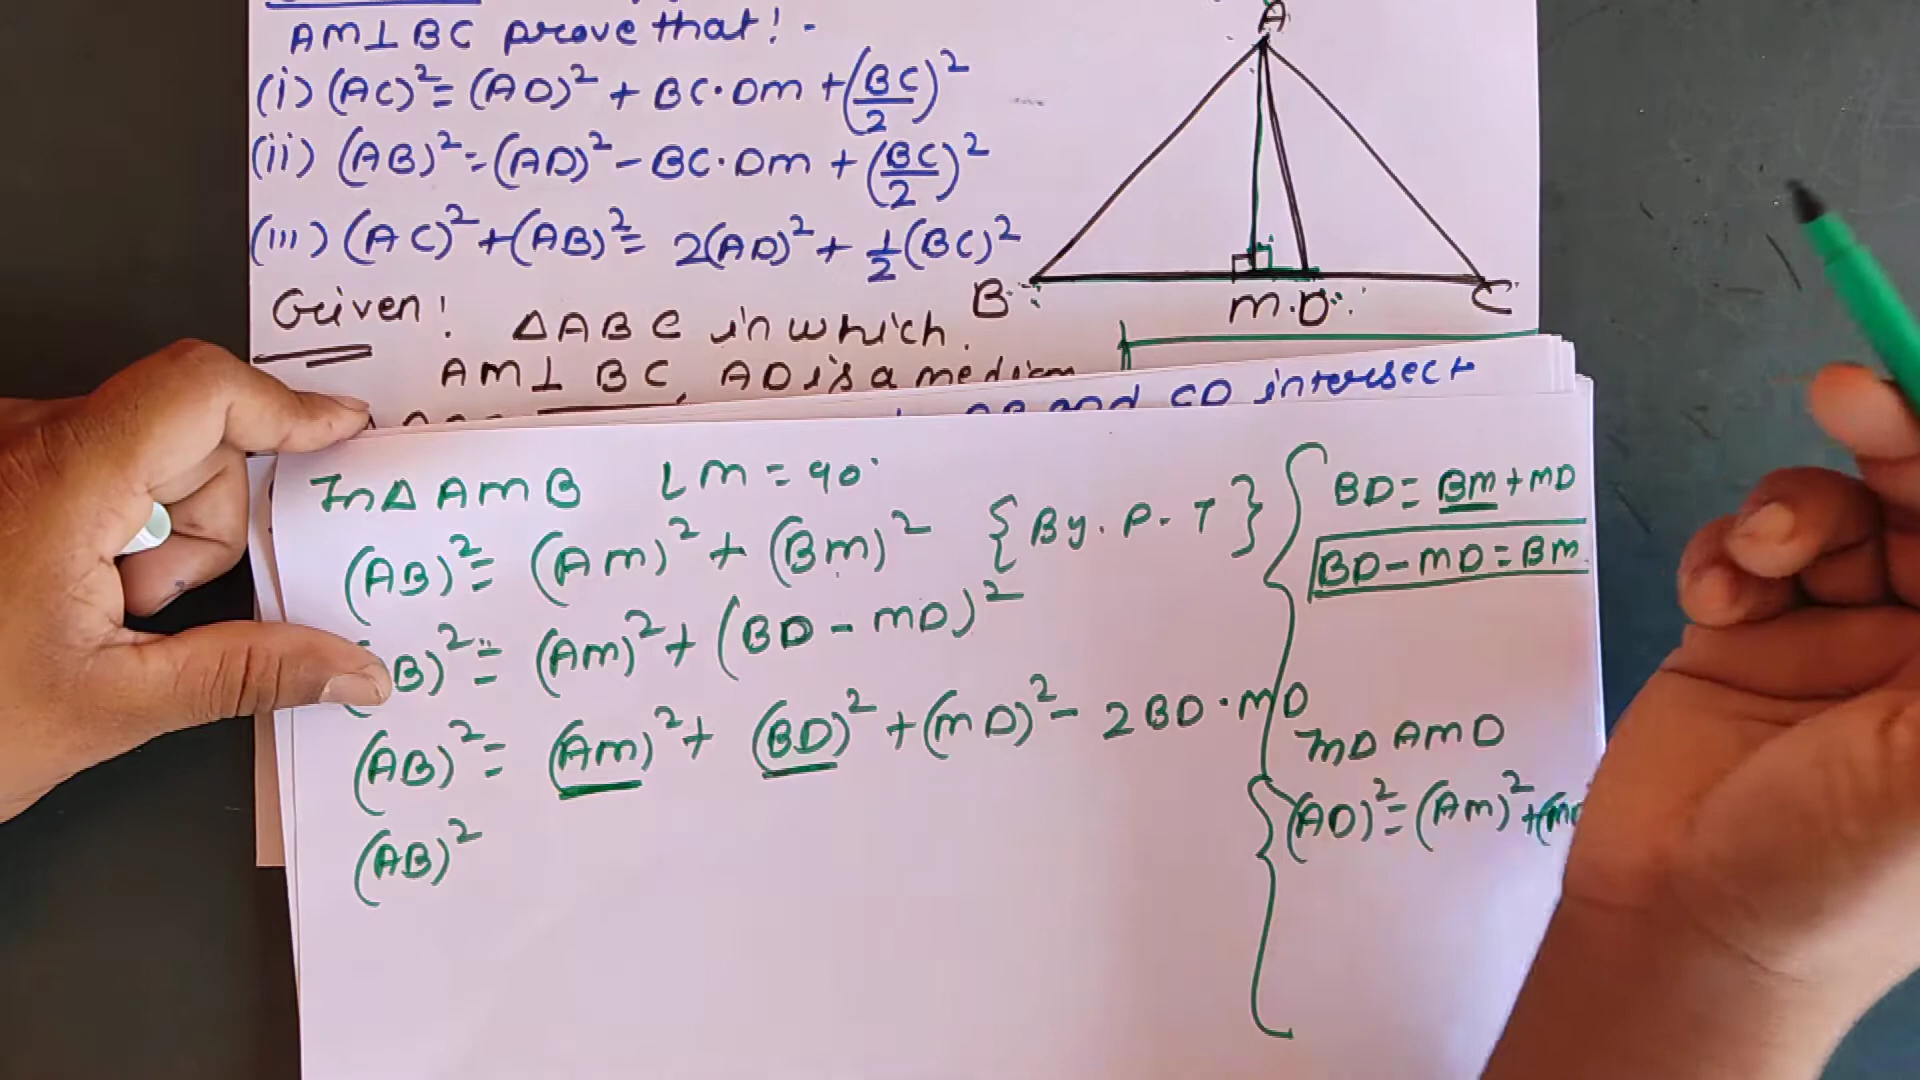 AM⊥BC prove that! -
(i) (AC)² = (AD)² + BC·DM + (BC/2)²
(ii) (AB)² = (AD)² - BC·DM + (BC/2)²
(iii) (AC)² + (AB)² = 2(AD)² + 1/2 (BC)²
A
B
M
D
C
Given! ΔABC in which
AM⊥ BC, AD is a median
and CD intersect
In Δ AMB ∠M = 90°
(AB)² = (AM)² + (BM)² {By. P. T}
B)² = (AM)² + (BD - MD)²
(AB)² = (AM)² + (BD)² + (MD)² - 2BD·MD
(AB)²
BD = BM + MD
BD - MD = BM
In Δ AMD
(AD)² = (AM)² + (M